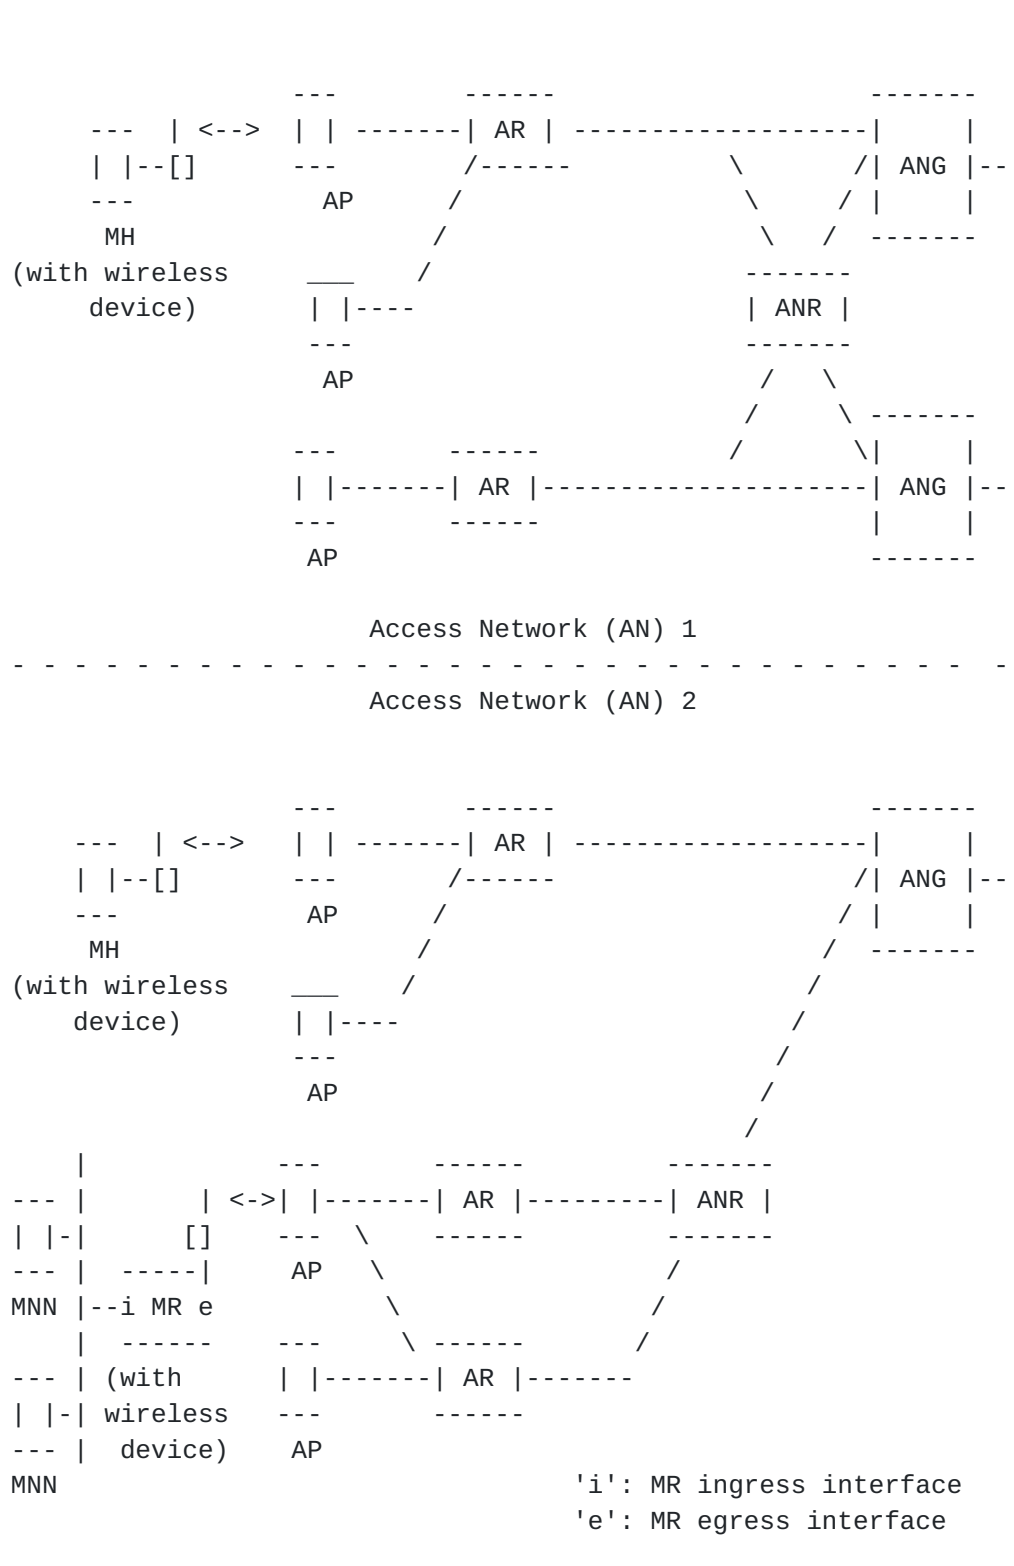 ---        ------                    -------
     ---  | <-->  | | -------| AR | -------------------|     |
     | |--[]      ---        /------          \       /| ANG |--
     ---            AP      /                  \     / |     |
      MH                   /                    \   /  -------
(with wireless     ___    /                    -------
     device)       | |----                     | ANR |
                   ---                         -------
                    AP                          /   \
                                               /     \ -------
                  ---       ------            /       \|     |
                  | |-------| AR |---------------------| ANG |--
                  ---       ------                     |     |
                   AP                                  -------
                       Access Network (AN) 1
- - - - - - - - - - - - - - - - - - - - - - - - - - - - - - -  -
                       Access Network (AN) 2
                  ---        ------                    -------
    ---  | <-->   | | -------| AR | -------------------|     |
    | |--[]       ---       /------                   /| ANG |--
    ---            AP      /                         / |     |
     MH                   /                         /  -------
(with wireless    ___    /                         /
    device)       | |----                         /
                  ---                            /
                   AP                           /
                                               /
    |            ---       ------         -------
--- |       | <->| |-------| AR |---------| ANR |
| |-|      []    ---  \    ------         -------
--- |  -----|     AP   \                  /
MNN |--i MR e           \                /
    |  ------    ---     \ ------       /
--- | (with      | |-------| AR |-------
| |-| wireless   ---       ------
--- |  device)    AP
MNN                                 'i': MR ingress interface
                                    'e': MR egress interface